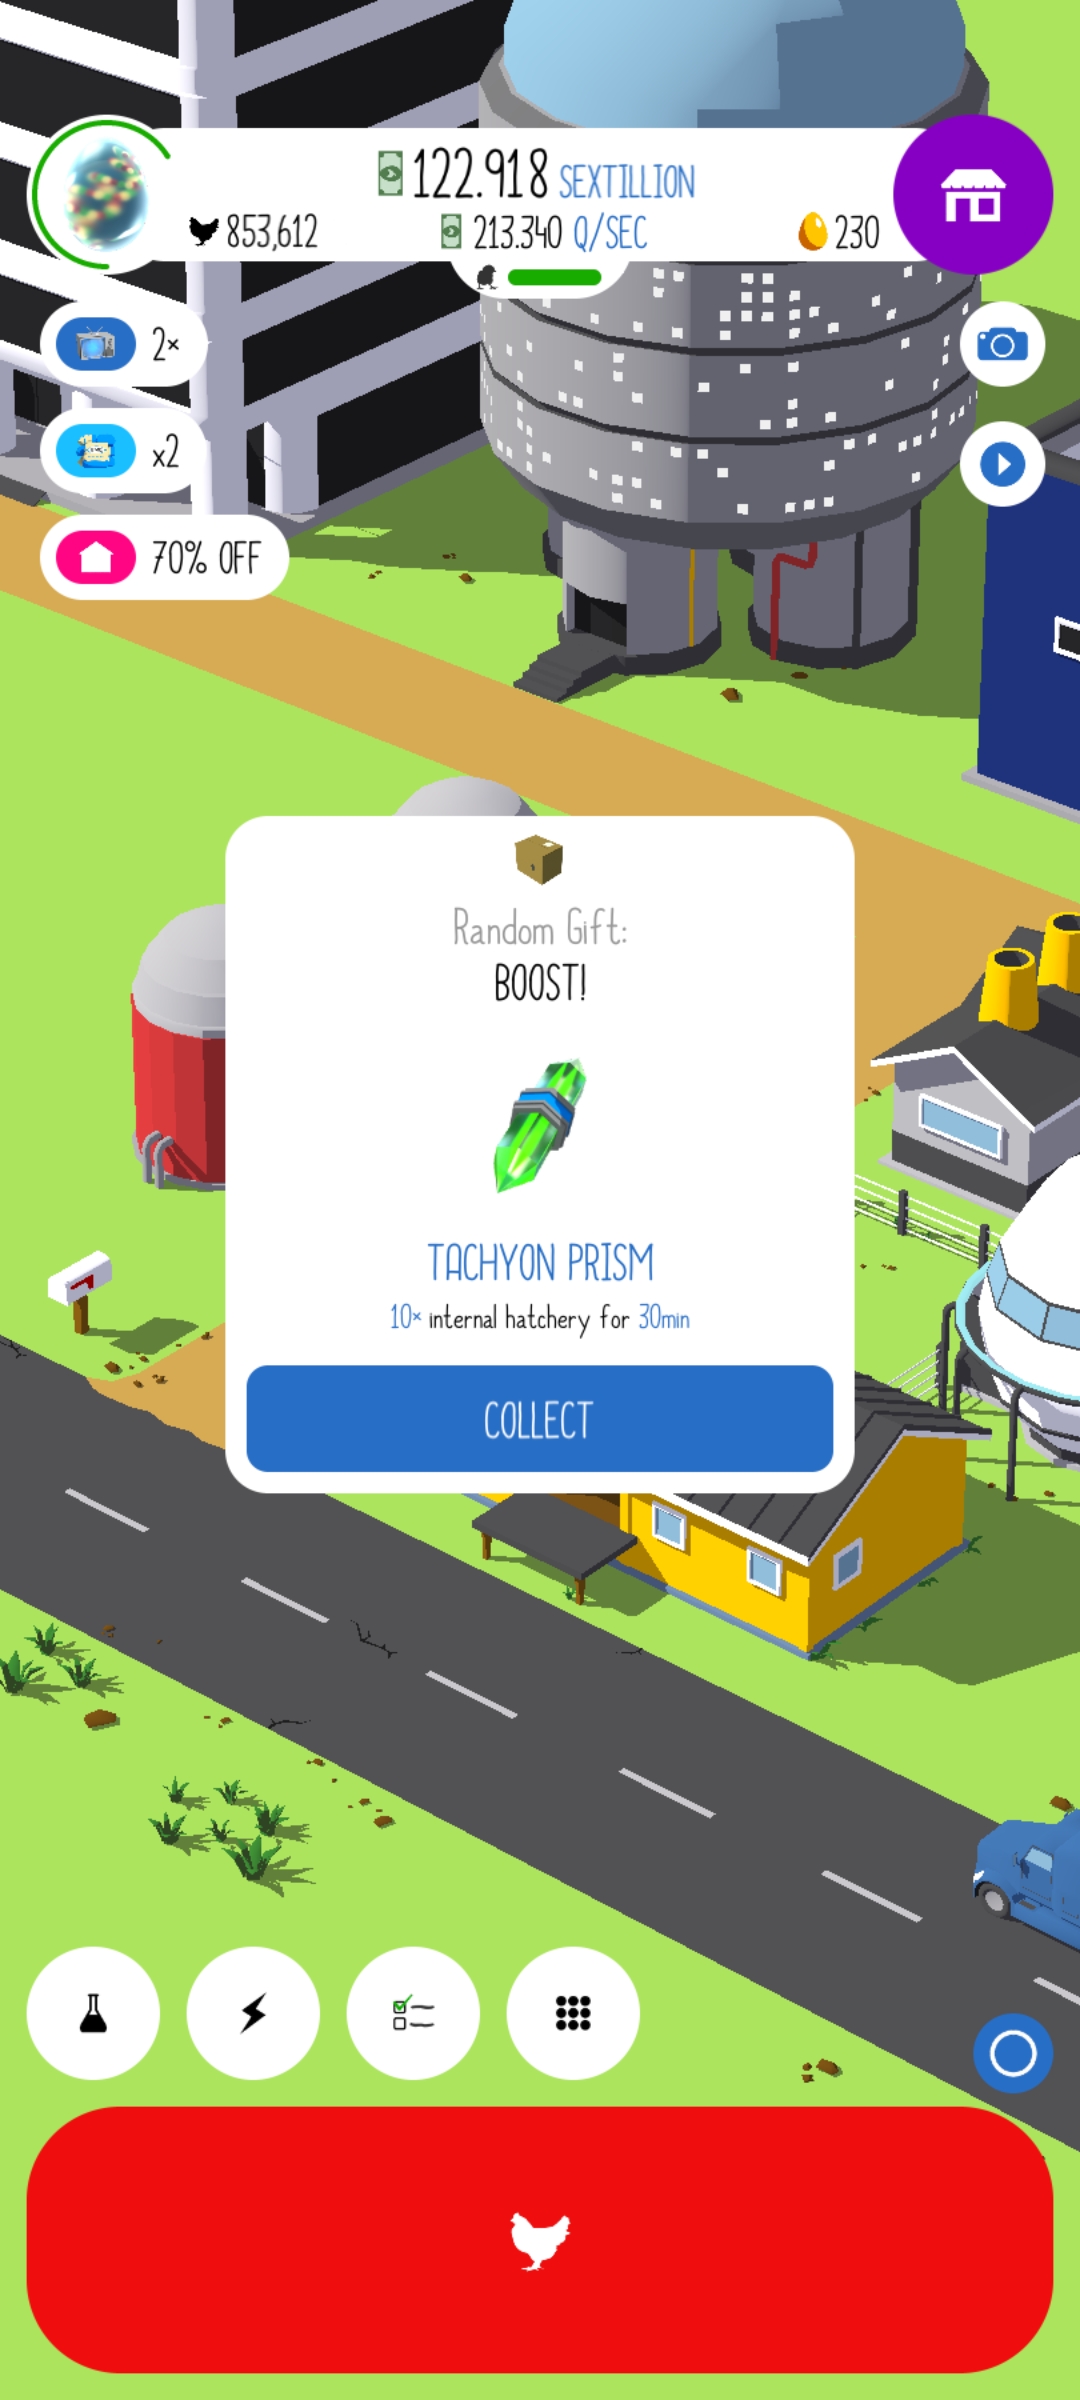 122.918 SEXTILLION
853,612
213.340 Q/SEC
230
2×
x2
70% OFF
Random Gift:
BOOST!
TACHYON PRISM
10× internal hatchery for 30min
COLLECT